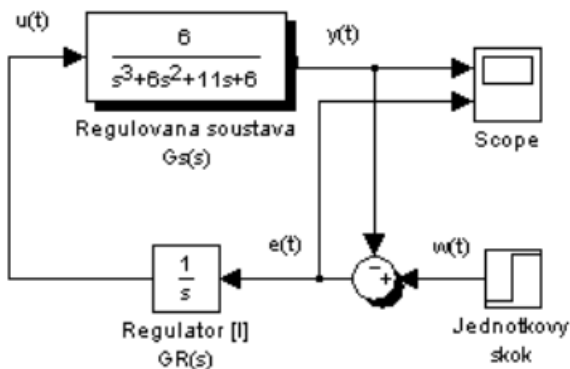 u(t)
6
s³+6s²+11s+6
y(t)
Regulovana soustava
Gs(s)
Scope
e(t)
w(t)
− +
1
s
Regulator [I]
GR(s)
Jednotkovy
skok